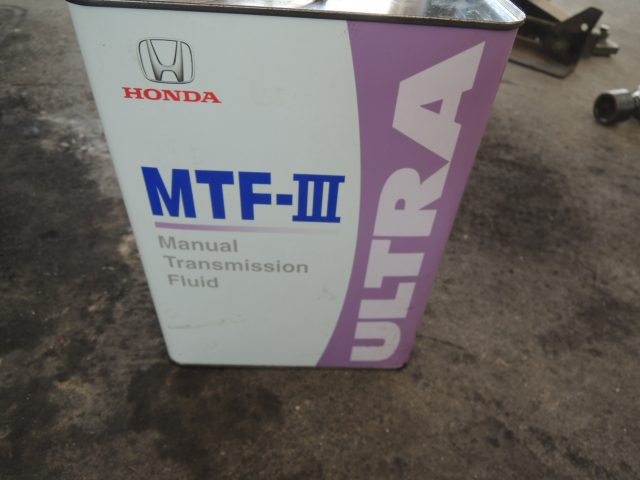 HONDA
MTF-III
Manual
Transmission
Fluid
ULTRA